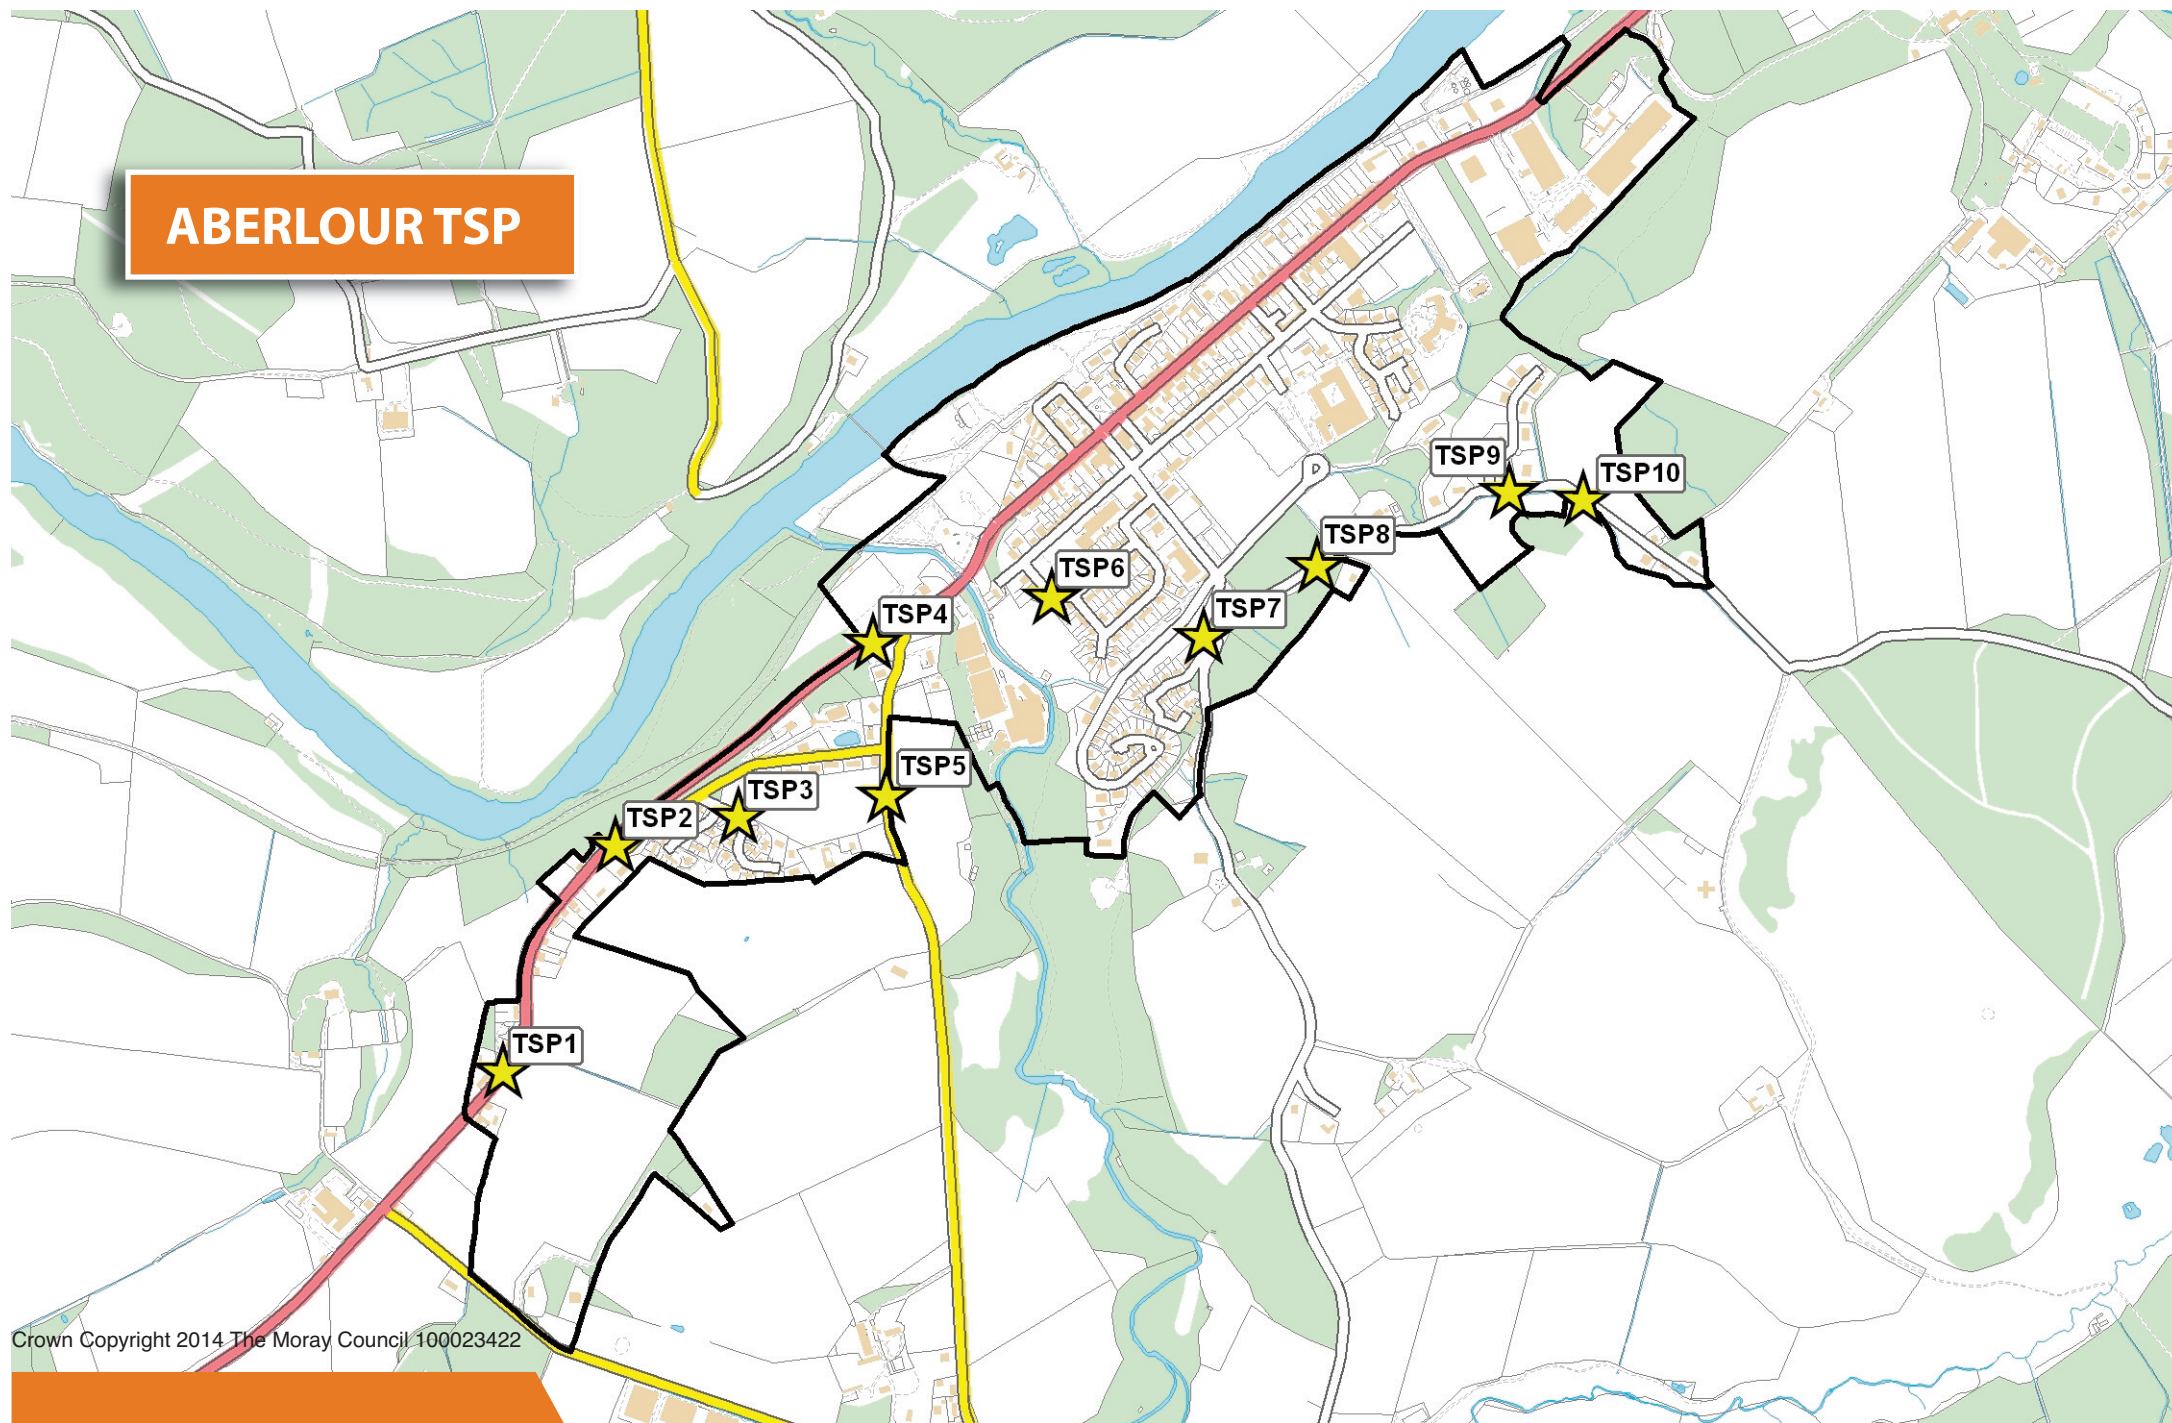 ABERLOUR TSP
TSP9
TSP10
TSP8
TSP6
TSP7
TSP4
TSP5
TSP3
TSP2
TSP1
Crown Copyright 2014 The Moray Council 100023422